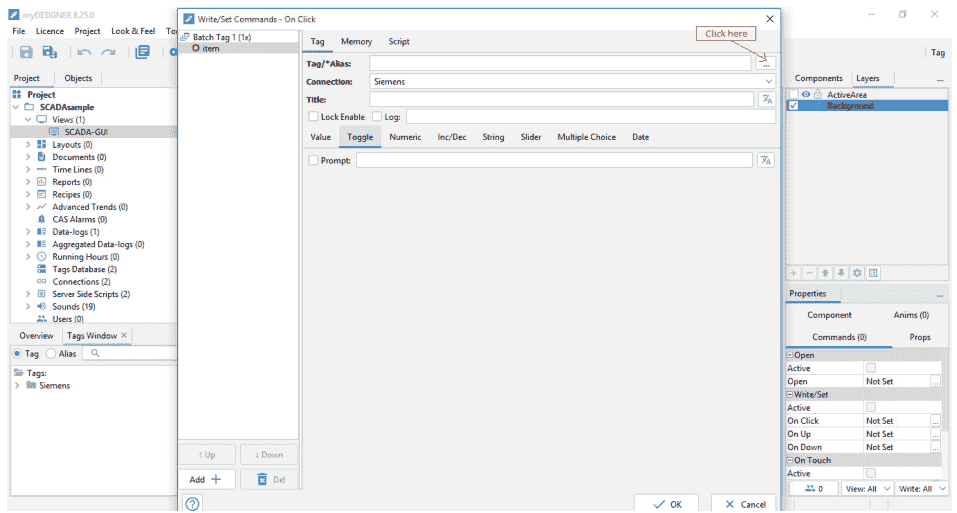 myDESIGNER 8.25.0
File Licence Project Look & Feel
Project Objects
Project
SCADAsample
Views (1)
SCADA-GUI
Layouts (0)
Documents (0)
Time Lines (0)
Reports (0)
Recipes (0)
Advanced Trends (0)
CAS Alarms (0)
Data-logs (1)
Aggregated Data-logs (0)
Running Hours (0)
Tags Database (2)
Connections (2)
Server Side Scripts (2)
Sounds (19)
Users (0)
Overview Tags Window
Tag Alias
Tags:
Siemens
Write/Set Commands - On Click
Batch Tag 1 (1x)
item
↑ Up ↓ Down
Add + Del
Tag Memory Script
Click here
Tag/*Alias: ...
Connection: Siemens
Title:
Lock Enable Log:
Value Toggle Numeric Inc/Dec String Slider Multiple Choice Date
Prompt:
OK Cancel
Tag
Components Layers
ActiveArea
Background
Properties ...
Component Anims (0)
Commands (0) Props
Open
Active
Open Not Set ...
Write/Set
Active
On Click Not Set ...
On Up Not Set ...
On Down Not Set ...
On Touch
Active
0 View: All Write: All